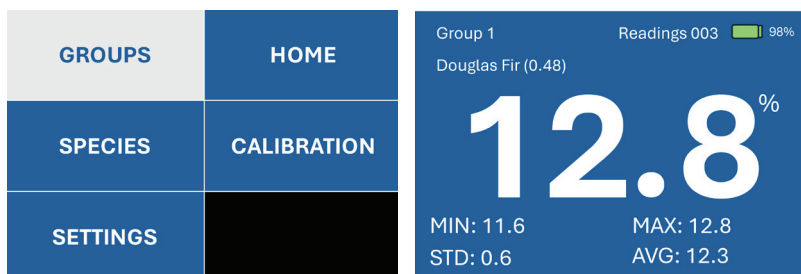 GROUPS HOME
SPECIES CALIBRATION
SETTINGS
Group 1 Readings 003 98%
Douglas Fir (0.48)
12.8 %
MIN: 11.6 MAX: 12.8
STD: 0.6 AVG: 12.3